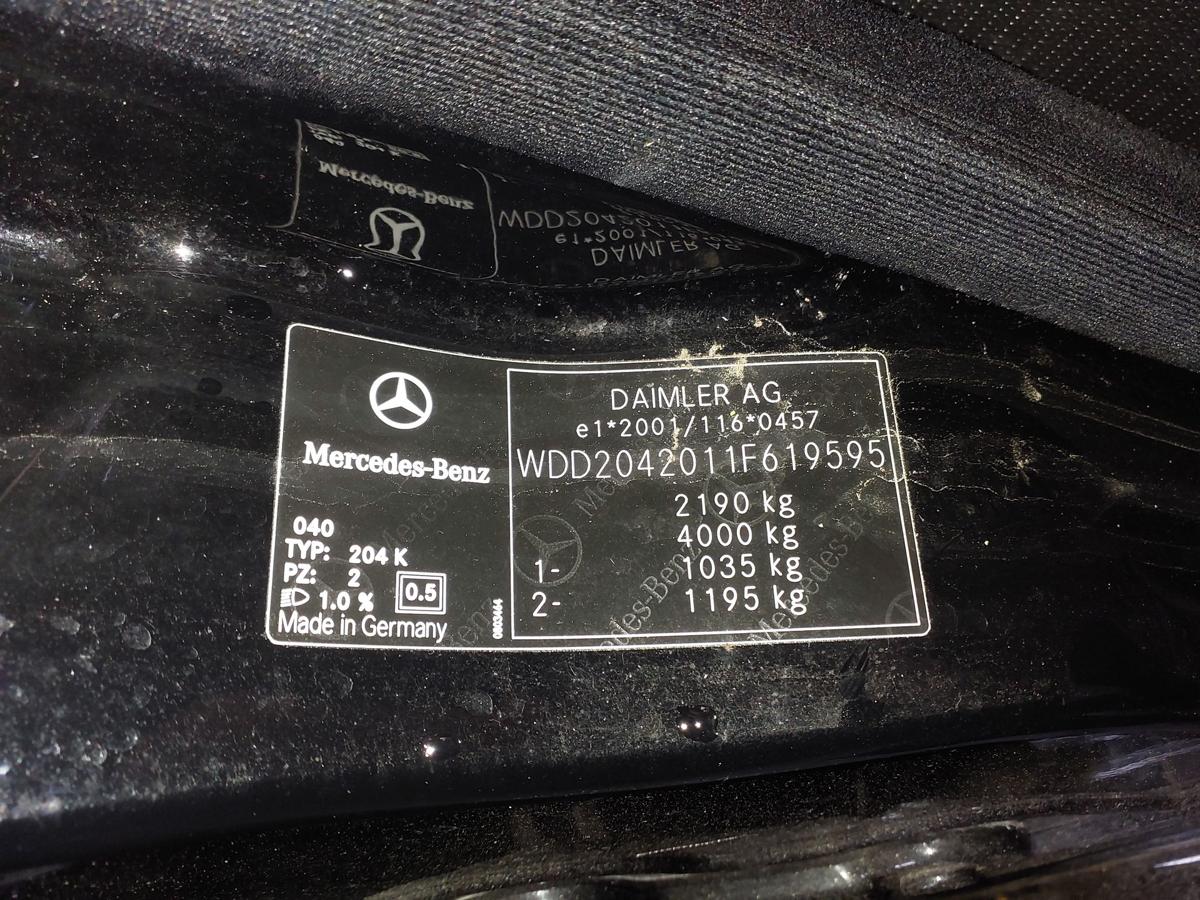 Mercedes-Benz
040
TYP: 204 K
PZ: 2
1.0 % 0.5
Made in Germany
0003464
DAIMLER AG
e1*2001/116*0457
WDD2042011F619595
2190 kg
4000 kg
1- 1035 kg
2- 1195 kg